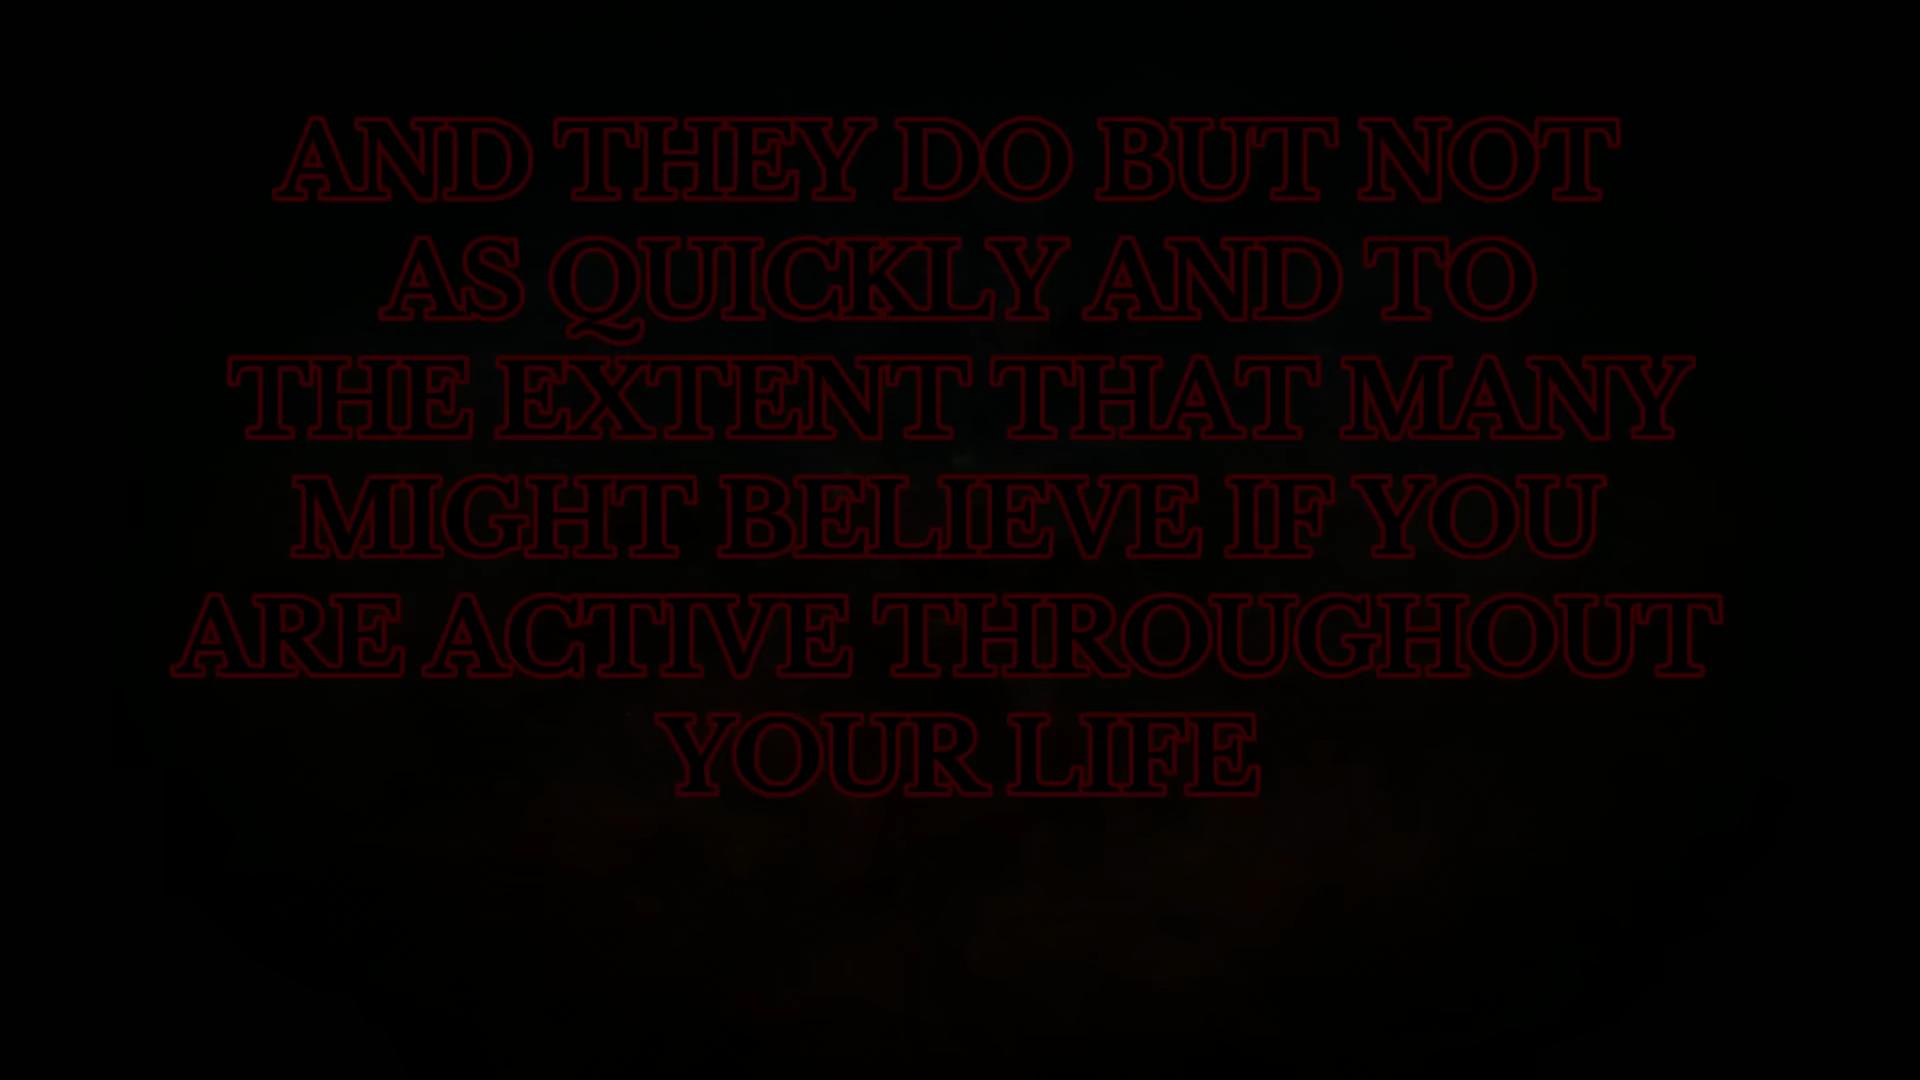 AND THEY DO BUT NOT
AS QUICKLY AND TO
THE EXTENT THAT MANY
MIGHT BELIEVE IF YOU
ARE ACTIVE THROUGHOUT
YOUR LIFE